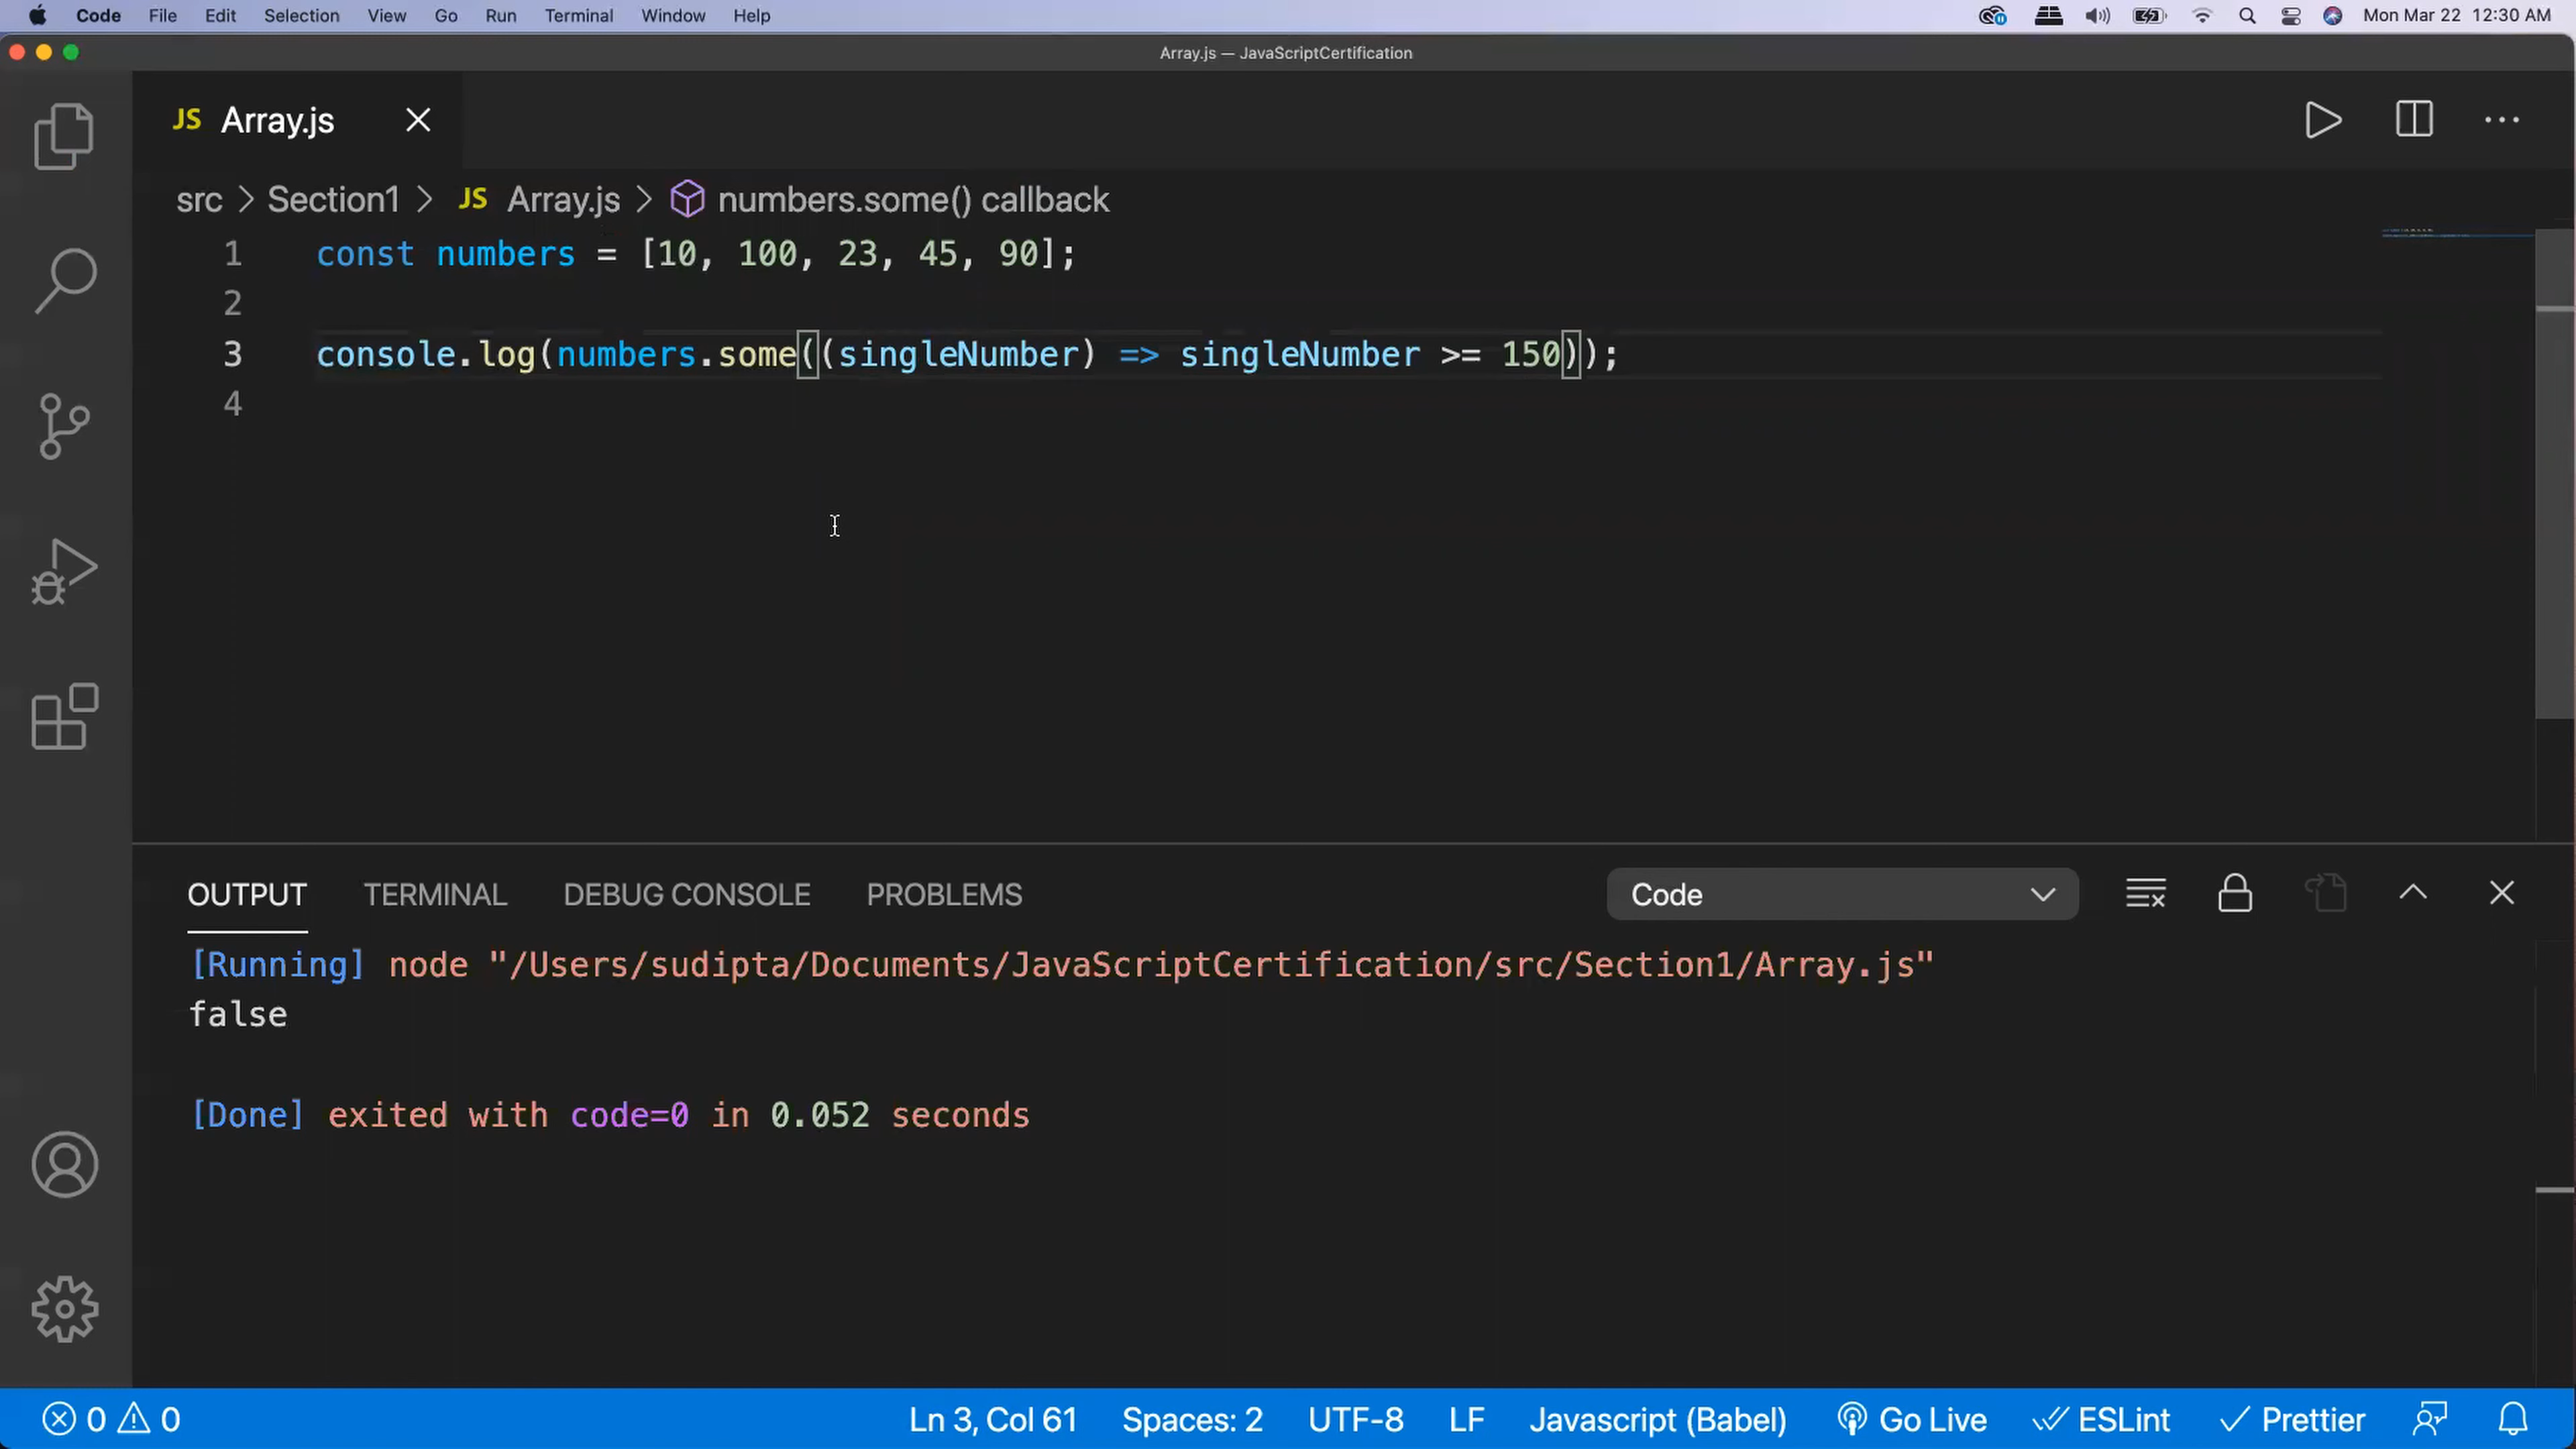 Code File Edit Selection View Go Run Terminal Window Help Mon Mar 22 12:30 AM
Array.js — JavaScriptCertification
JS Array.js
src > Section1 > JS Array.js > numbers.some() callback
1 const numbers = [10, 100, 23, 45, 90];
2
3 console.log(numbers.some((singleNumber) => singleNumber >= 150));
4
OUTPUT TERMINAL DEBUG CONSOLE PROBLEMS Code
[Running] node "/Users/sudipta/Documents/JavaScriptCertification/src/Section1/Array.js"
false
[Done] exited with code=0 in 0.052 seconds
0 0 Ln 3, Col 61 Spaces: 2 UTF-8 LF Javascript (Babel) Go Live ESLint Prettier